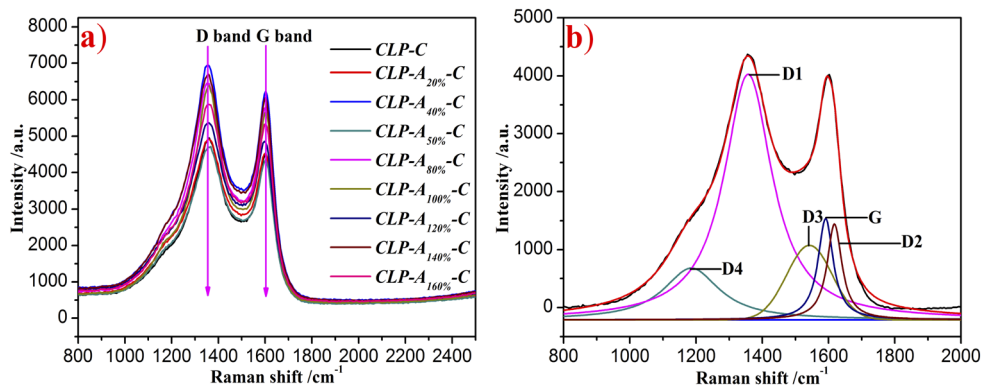 a)
D band G band
CLP-C
CLP-A20%-C
CLP-A40%-C
CLP-A50%-C
CLP-A80%-C
CLP-A100%-C
CLP-A120%-C
CLP-A140%-C
CLP-A160%-C
8000
7000
6000
5000
4000
3000
2000
1000
0
Intensity /a.u.
800 1000 1200 1400 1600 1800 2000 2200 2400
Raman shift /cm-1
b)
D1
D3
G
D2
D4
5000
4000
3000
2000
1000
0
Intensity /a.u.
800 1000 1200 1400 1600 1800 2000
Raman shift /cm-1